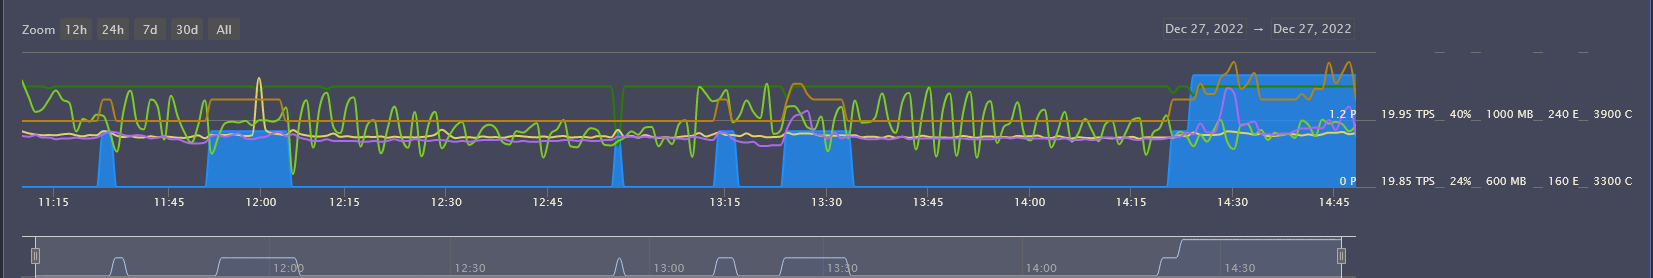 Zoom 12h 24h 7d 30d All Dec 27, 2022 → Dec 27, 2022
1.2 P 19.95 TPS 40% 1000 MB 240 E 3900 C
0 P 19.85 TPS 24% 600 MB 160 E 3300 C
11:15 11:45 12:00 12:15 12:30 12:45 13:15 13:30 13:45 14:00 14:15 14:30 14:45
12:00 12:30 13:00 13:30 14:00 14:30